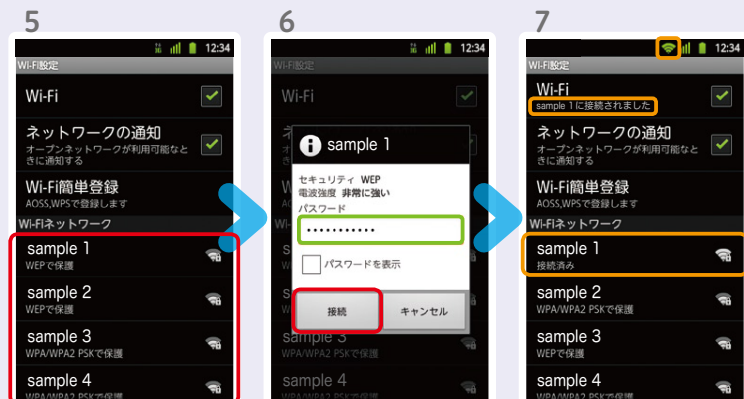 5
12:34
Wi-Fi設定
Wi-Fi
ネットワークの通知
オープンネットワークが利用可能なと
きに通知する
Wi-Fi簡単登録
AOSS,WPSで登録します
Wi-Fiネットワーク
sample 1
WEPで保護
sample 2
WEPで保護
sample 3
WPA/WPA2 PSKで保護
sample 4
WPA/WPA2 PSKで保護
6
12:34
Wi-Fi設定
Wi-Fi
sample 1
セキュリティ WEP
電波強度 非常に強い
パスワード
•••••••••••
パスワードを表示
接続
キャンセル
sample 3
WPA/WPA2 PSKで保護
sample 4
WPA/WPA2 PSKで保護
7
12:34
Wi-Fi設定
Wi-Fi
sample 1に接続されました
ネットワークの通知
オープンネットワークが利用可能なと
きに通知する
Wi-Fi簡単登録
AOSS,WPSで登録します
Wi-Fiネットワーク
sample 1
接続済み
sample 2
WPA/WPA2 PSKで保護
sample 3
WEPで保護
sample 4
WPA/WPA2 PSKで保護